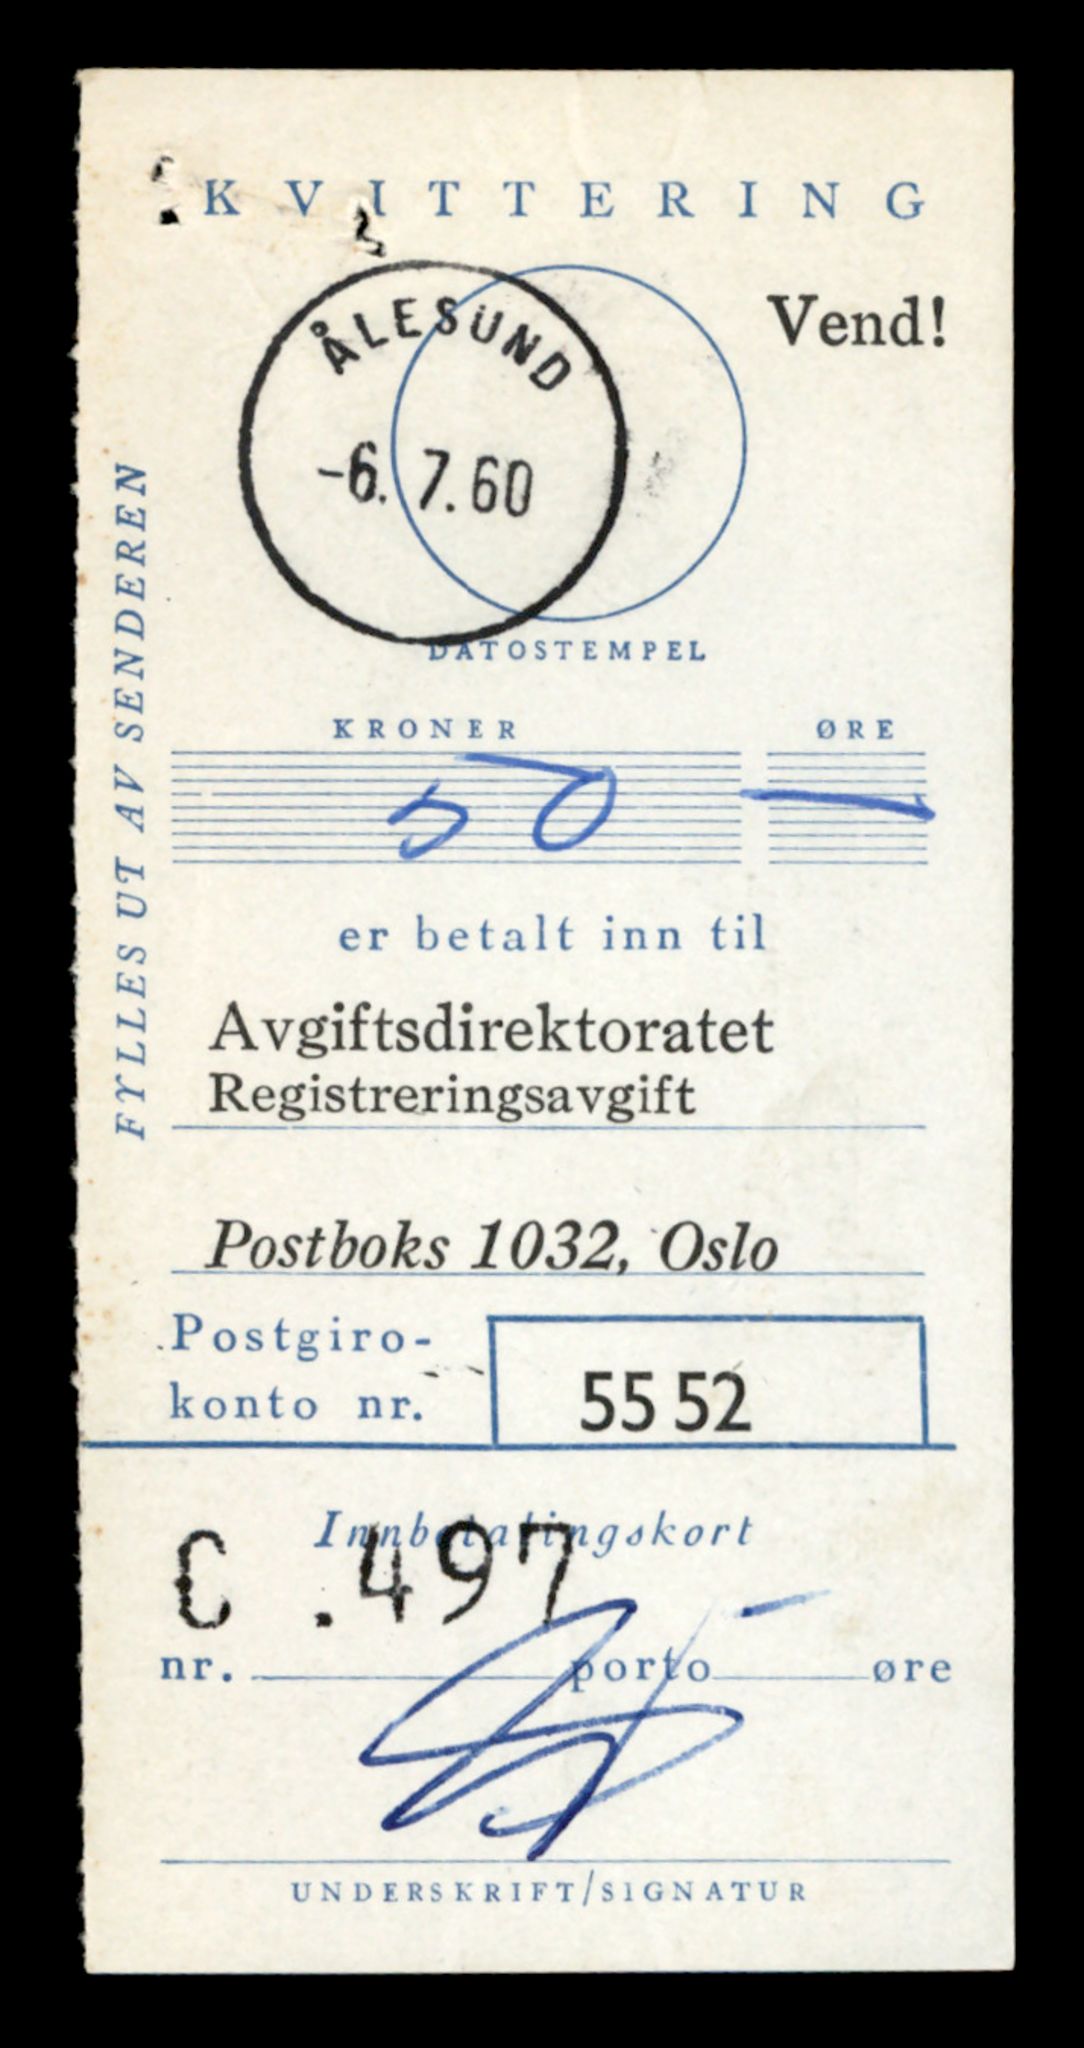 KVITTERING
Vend!
ÅLESUND
-6. 7. 60
DATOSTEMPEL
FYLLES UT AV SENDEREN
KRONER ØRE
50 —
er betalt inn til
Avgiftsdirektoratet
Registreringsavgift
Postboks 1032, Oslo
Postgiro-
konto nr. 55 52
Innbetalingskort
C .497
nr. porto øre
UNDERSKRIFT/SIGNATUR